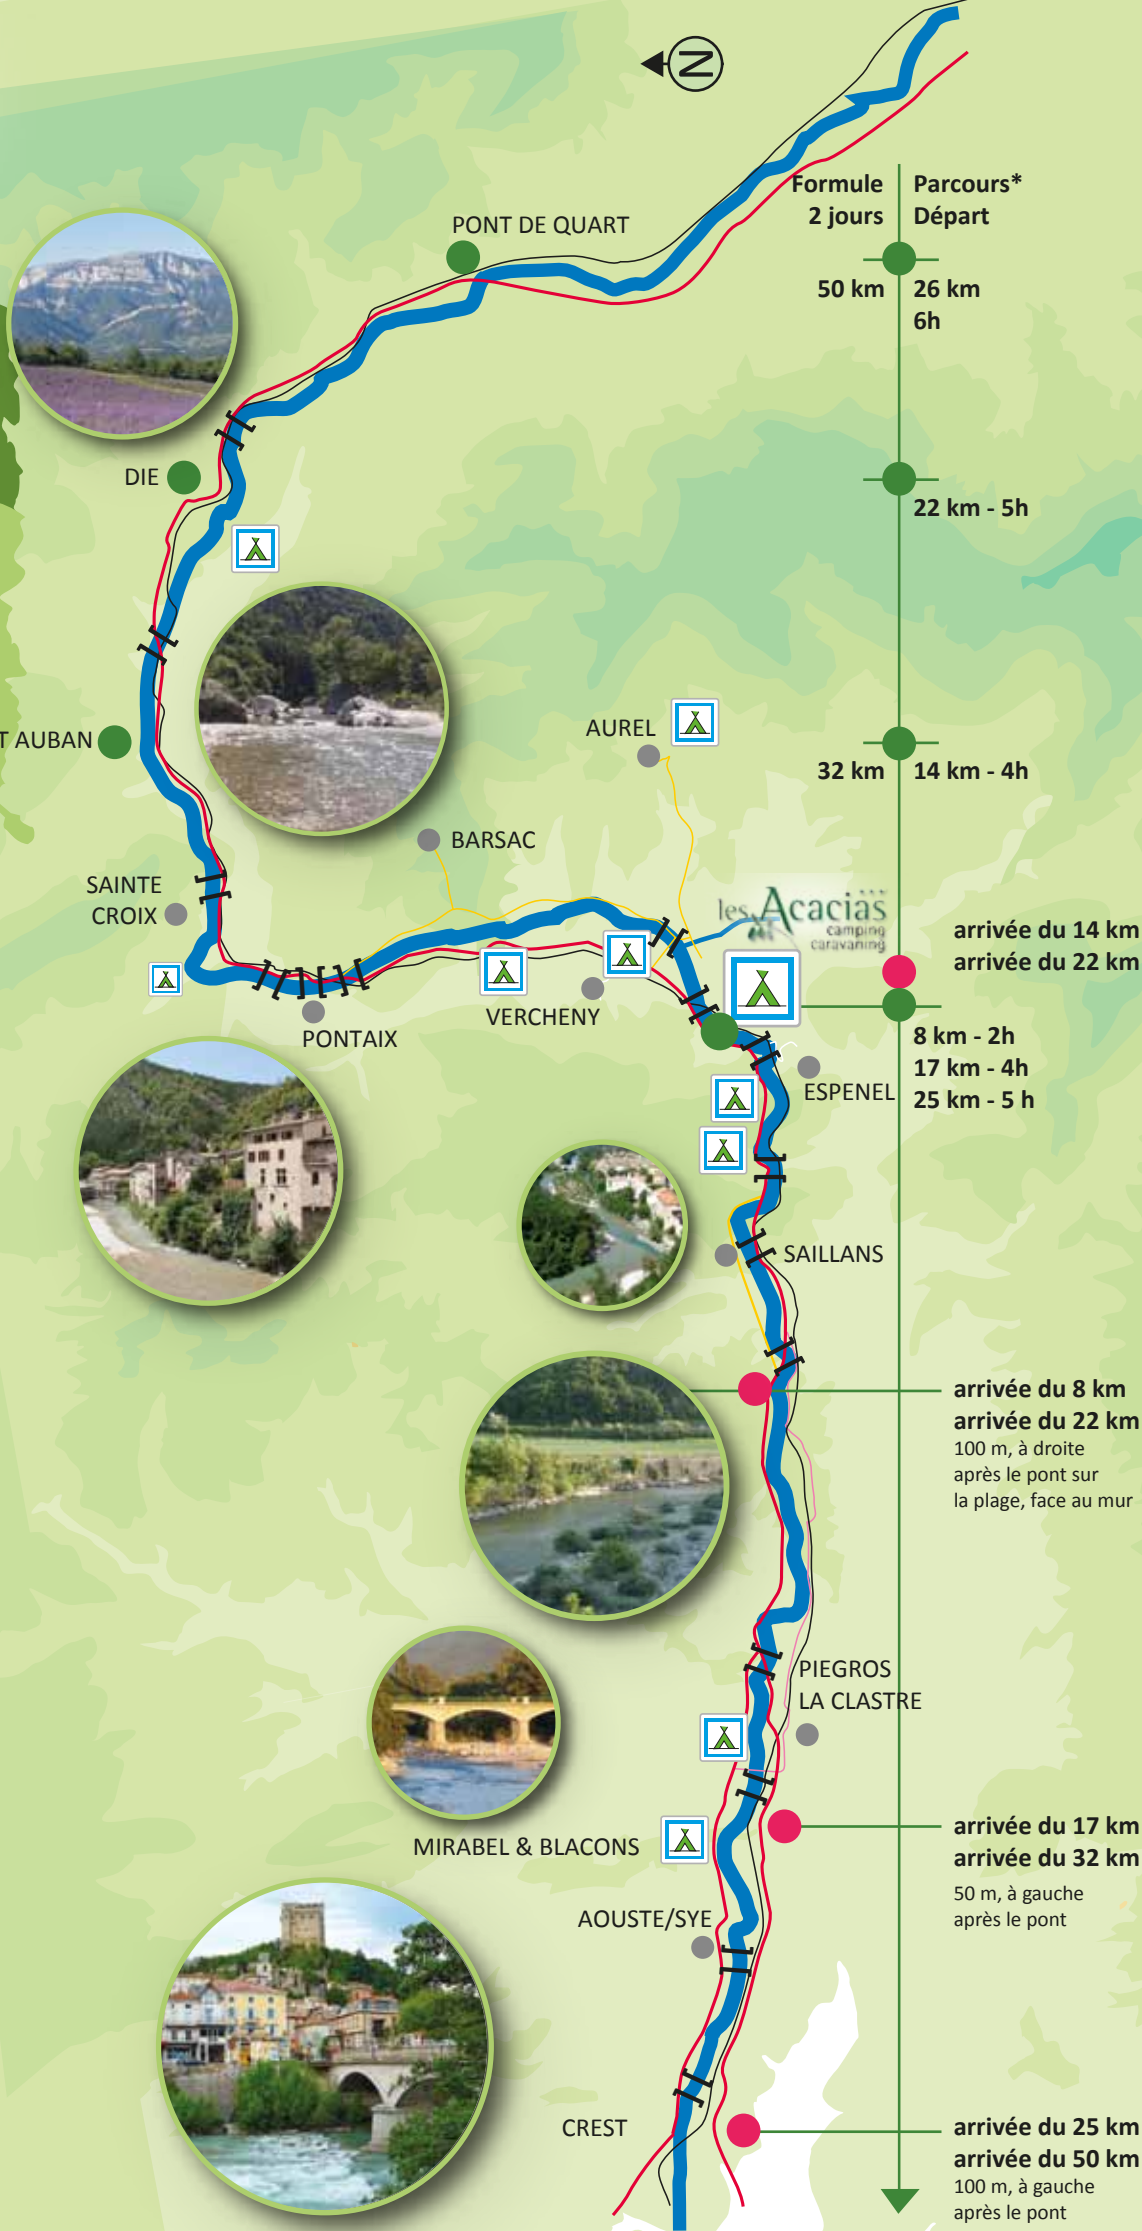 N
Formule
2 jours
Parcours*
Départ
PONT DE QUART
50 km
26 km
6h
DIE
22 km - 5h
T AUBAN
AUREL
32 km
14 km - 4h
BARSAC
SAINTE
CROIX
les Acacias
camping
caravaning
arrivée du 14 km
arrivée du 22 km
VERCHENY
PONTAIX
8 km - 2h
17 km - 4h
25 km - 5 h
ESPENEL
SAILLANS
arrivée du 8 km
arrivée du 22 km
100 m, à droite
après le pont sur
la plage, face au mur
PIEGROS
LA CLASTRE
MIRABEL & BLACONS
arrivée du 17 km
arrivée du 32 km
50 m, à gauche
après le pont
AOUSTE/SYE
CREST
arrivée du 25 km
arrivée du 50 km
100 m, à gauche
après le pont